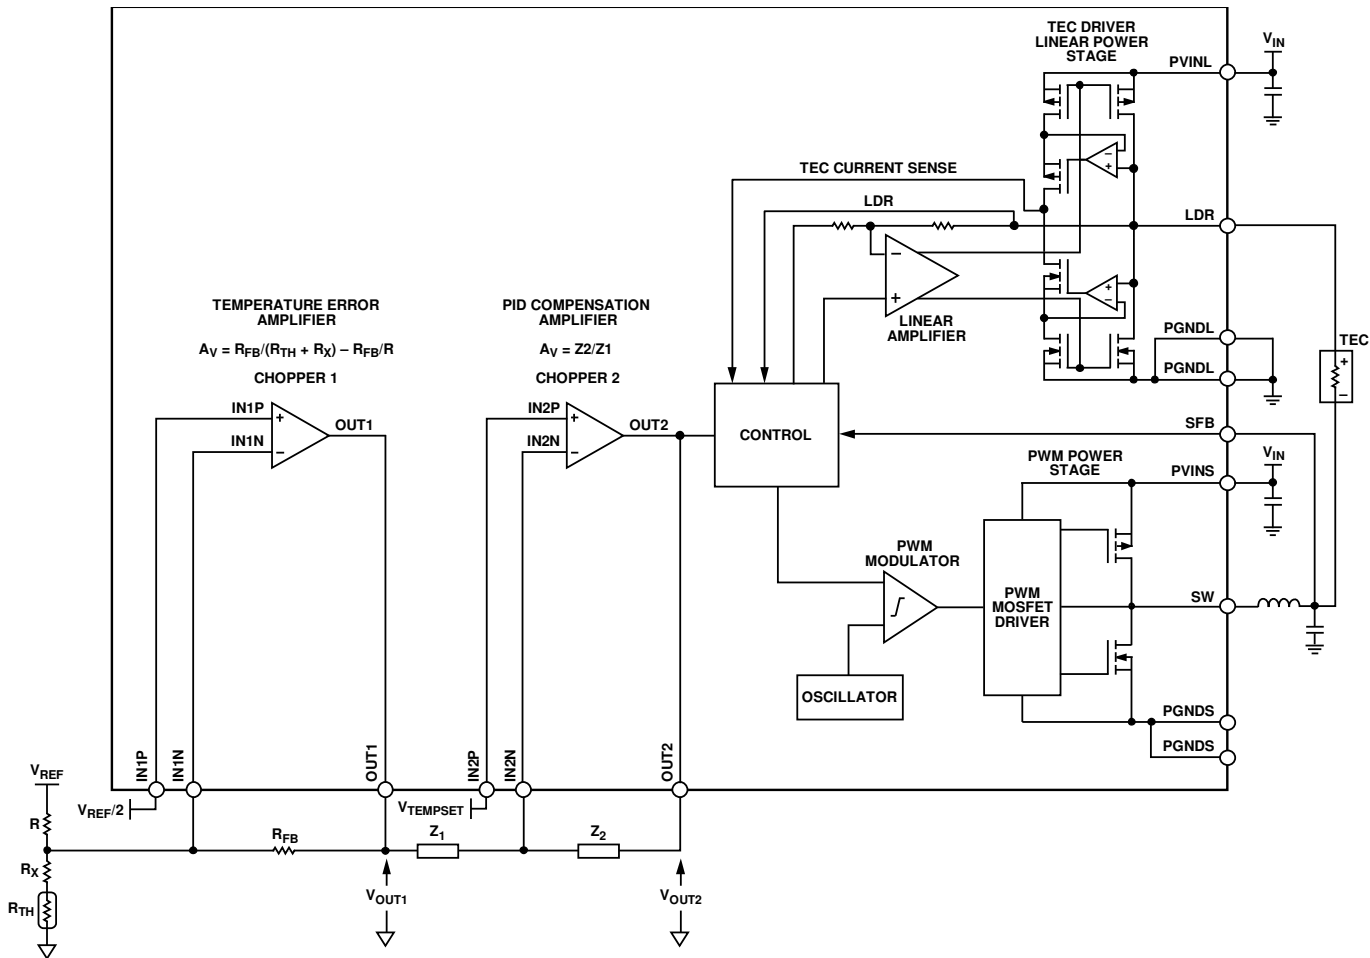 TEC DRIVER
LINEAR POWER
STAGE
PVINL
VIN
TEC CURRENT SENSE
LDR
LDR
−
+
+
−
−
+
LINEAR
AMPLIFIER
PGNDL
PGNDL
TEC
+
−
TEMPERATURE ERROR
AMPLIFIER
AV = RFB/(RTH + RX) – RFB/R
CHOPPER 1
PID COMPENSATION
AMPLIFIER
AV = Z2/Z1
CHOPPER 2
IN1P
+
IN1N
−
OUT1
IN2P
+
IN2N
−
OUT2
CONTROL
SFB
VIN
PWM POWER
STAGE
PVINS
PWM
MODULATOR
PWM
MOSFET
DRIVER
SW
OSCILLATOR
PGNDS
PGNDS
IN1P
IN1N
OUT1
IN2P
IN2N
OUT2
VREF
VREF/2
VTEMPSET
R
RFB
Z1
Z2
RX
RTH
VOUT1
VOUT2